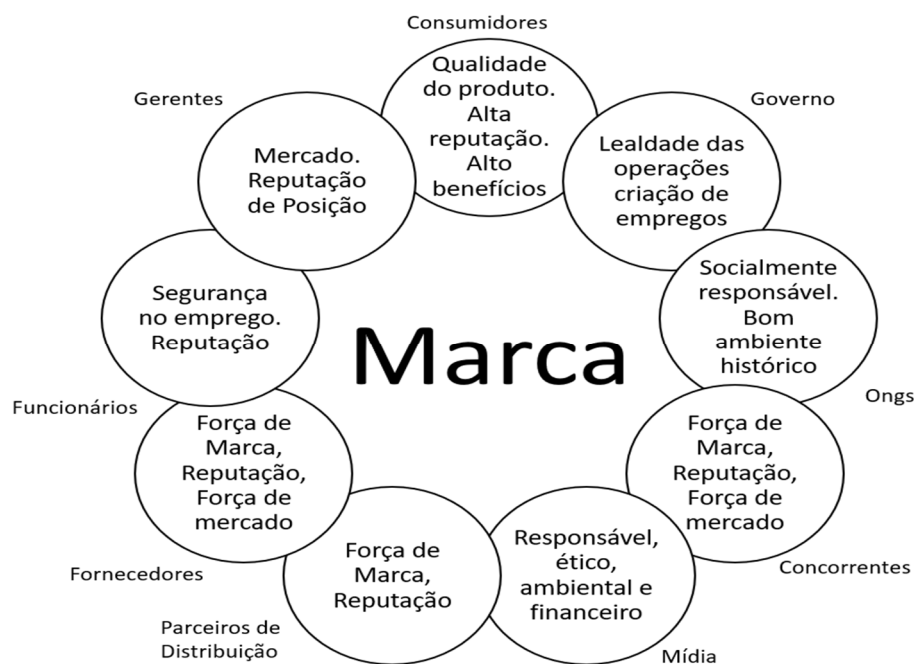 Consumidores
Qualidade
do produto.
Alta
reputação.
Alto
benefícios
Governo
Lealdade das
operações
criação de
empregos
Ongs
Socialmente
responsável.
Bom
ambiente
histórico
Concorrentes
Força de
Marca,
Reputação,
Força de
mercado
Mídia
Responsável,
ético,
ambiental e
financeiro
Parceiros de
Distribuição
Força de
Marca,
Reputação
Fornecedores
Força de
Marca,
Reputação,
Força de
mercado
Funcionários
Segurança
no emprego.
Reputação
Gerentes
Mercado.
Reputação
de Posição
Marca